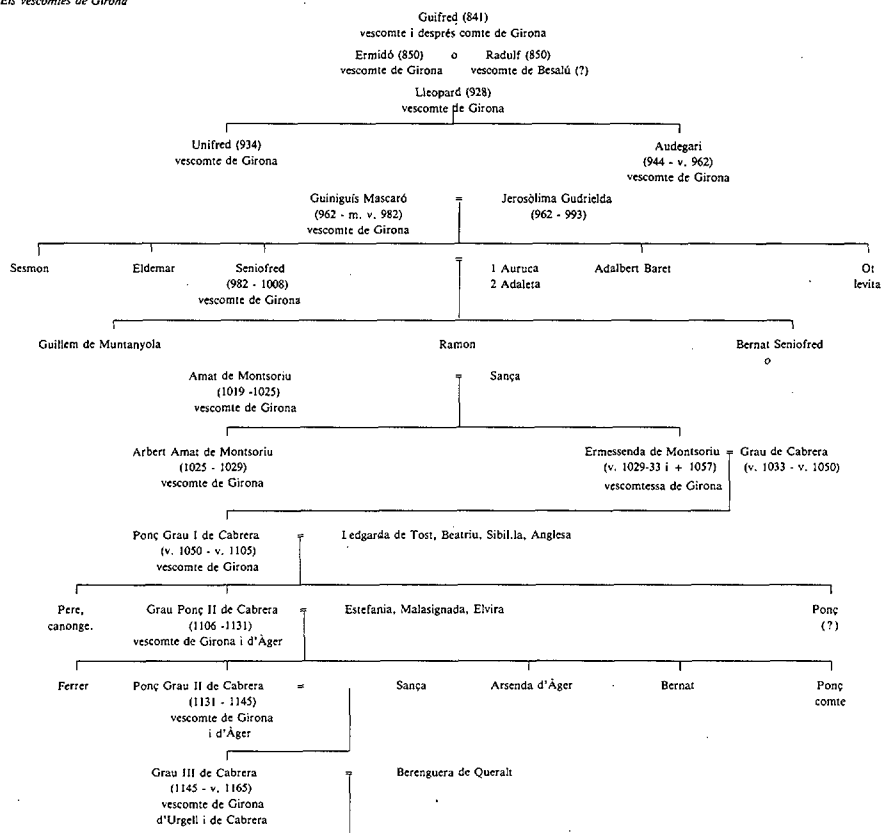 Els vescomtes de Girona
Guifred (841)
vescomte i després comte de Girona
Ermidó (850) o Radulf (850)
vescomte de Girona vescomte de Besalú (?)
Lleopard (928)
vescomte de Girona
Unifred (934) Audegari
vescomte de Girona (944 - v. 962)
vescomte de Girona
Guiniguís Mascaró = Jerosòlima Gudrielda
(962 - m. v. 982) (962 - 993)
vescomte de Girona
Sesmon Eldemar Seniofred = 1 Auruca Adalbert Baret Ot
(982 - 1008) 2 Adaleta levita
vescomte de Girona
Guillem de Muntanyola Ramon Bernat Seniofred
o
Amat de Montsoriu = Sança
(1019 -1025)
vescomte de Girona
Arbert Amat de Montsoriu Ermessenda de Montsoriu = Grau de Cabrera
(1025 - 1029) (v. 1029-33 i + 1057) (v. 1033 - v. 1050)
vescomte de Girona vescomtessa de Girona
Ponç Grau I de Cabrera = Ledgarda de Tost, Beatriu, Sibil.la, Anglesa
(v. 1050 - v. 1105)
vescomte de Girona
Pere, Grau Ponç II de Cabrera = Estefania, Malasignada, Elvira Ponç
canonge. (1106 -1131) (?)
vescomte de Girona i d'Àger
Ferrer Ponç Grau II de Cabrera = Sança Arsenda d'Àger Bernat Ponç
(1131 - 1145) comte
vescomte de Girona
i d'Àger
Grau III de Cabrera = Berenguera de Queralt
(1145 - v. 1165)
vescomte de Girona
d'Urgell i de Cabrera